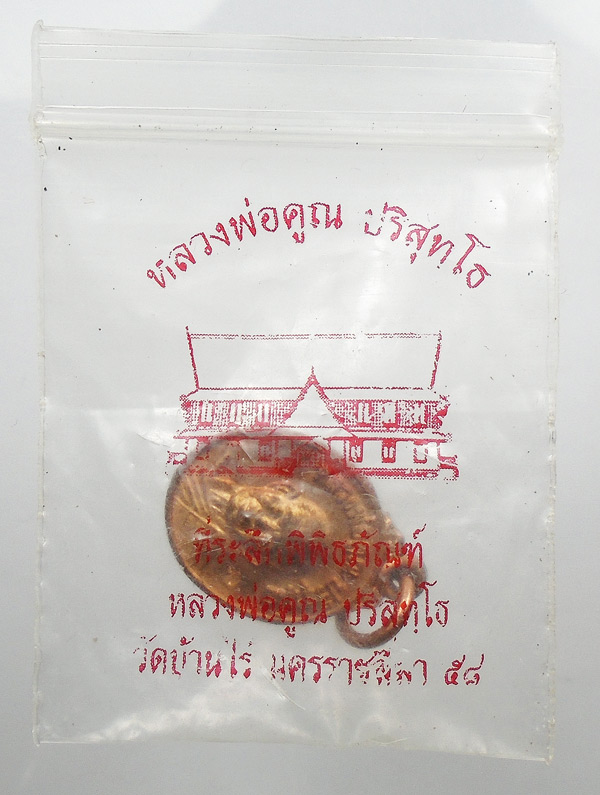 หลวงพ่อคูณ ปริสุทฺโธ
ที่ระลึกพิพิธภัณฑ์
หลวงพ่อคูณ ปริสุทฺโธ
วัดบ้านไร่ นครราชสีมา ๕๘